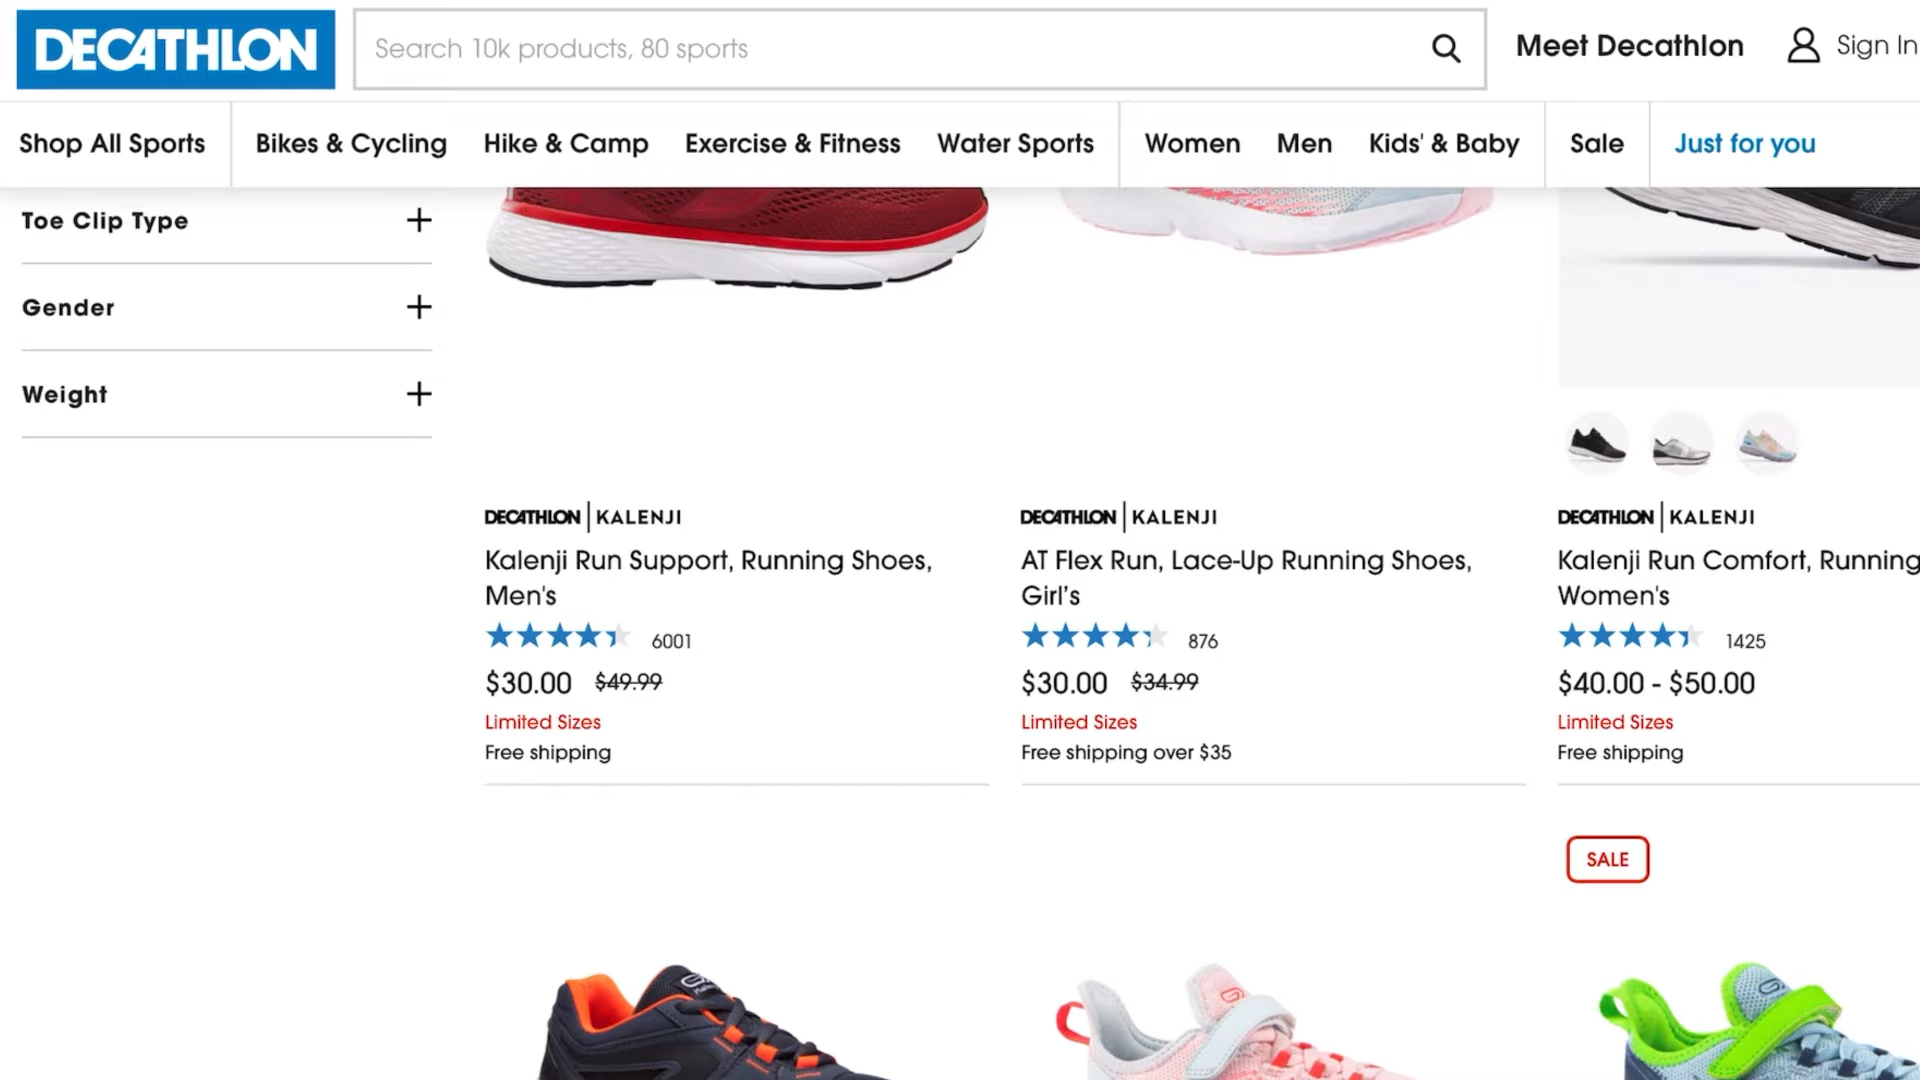 DECATHLON
Search 10k products, 80 sports
Meet Decathlon
Sign In
Shop All Sports
Bikes & Cycling
Hike & Camp
Exercise & Fitness
Water Sports
Women
Men
Kids' & Baby
Sale
Just for you
Toe Clip Type
Gender
Weight
DECATHLON | KALENJI
Kalenji Run Support, Running Shoes,
Men's
6001
$30.00 $49.99
Limited Sizes
Free shipping
DECATHLON | KALENJI
AT Flex Run, Lace-Up Running Shoes,
Girl’s
876
$30.00 $34.99
Limited Sizes
Free shipping over $35
DECATHLON | KALENJI
Kalenji Run Comfort, Running
Women's
1425
$40.00 - $50.00
Limited Sizes
Free shipping
SALE